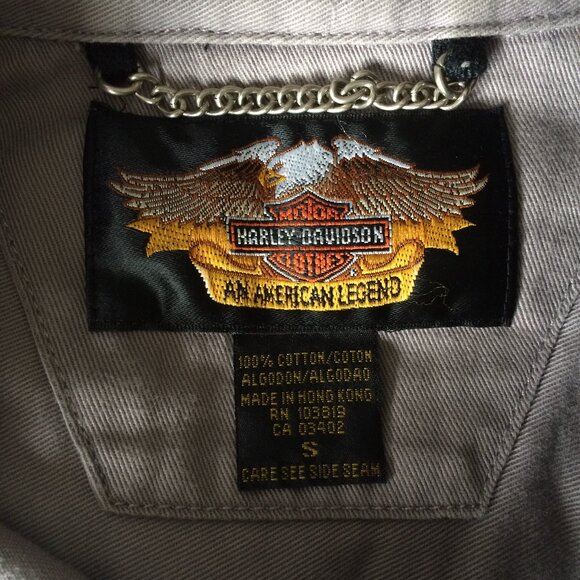 MOTOR
HARLEY-DAVIDSON
CLOTHES
®
AN AMERICAN LEGEND
100% COTTON/COTON
ALGODON/ALGODAO
MADE IN HONG KONG
RN 103819
CA 03402
S
CARE SEE SIDE SEAM